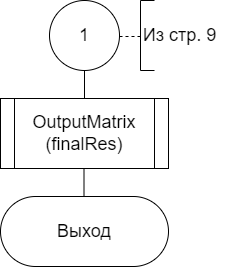 1
Из стр. 9
OutputMatrix
(finalRes)
Выход